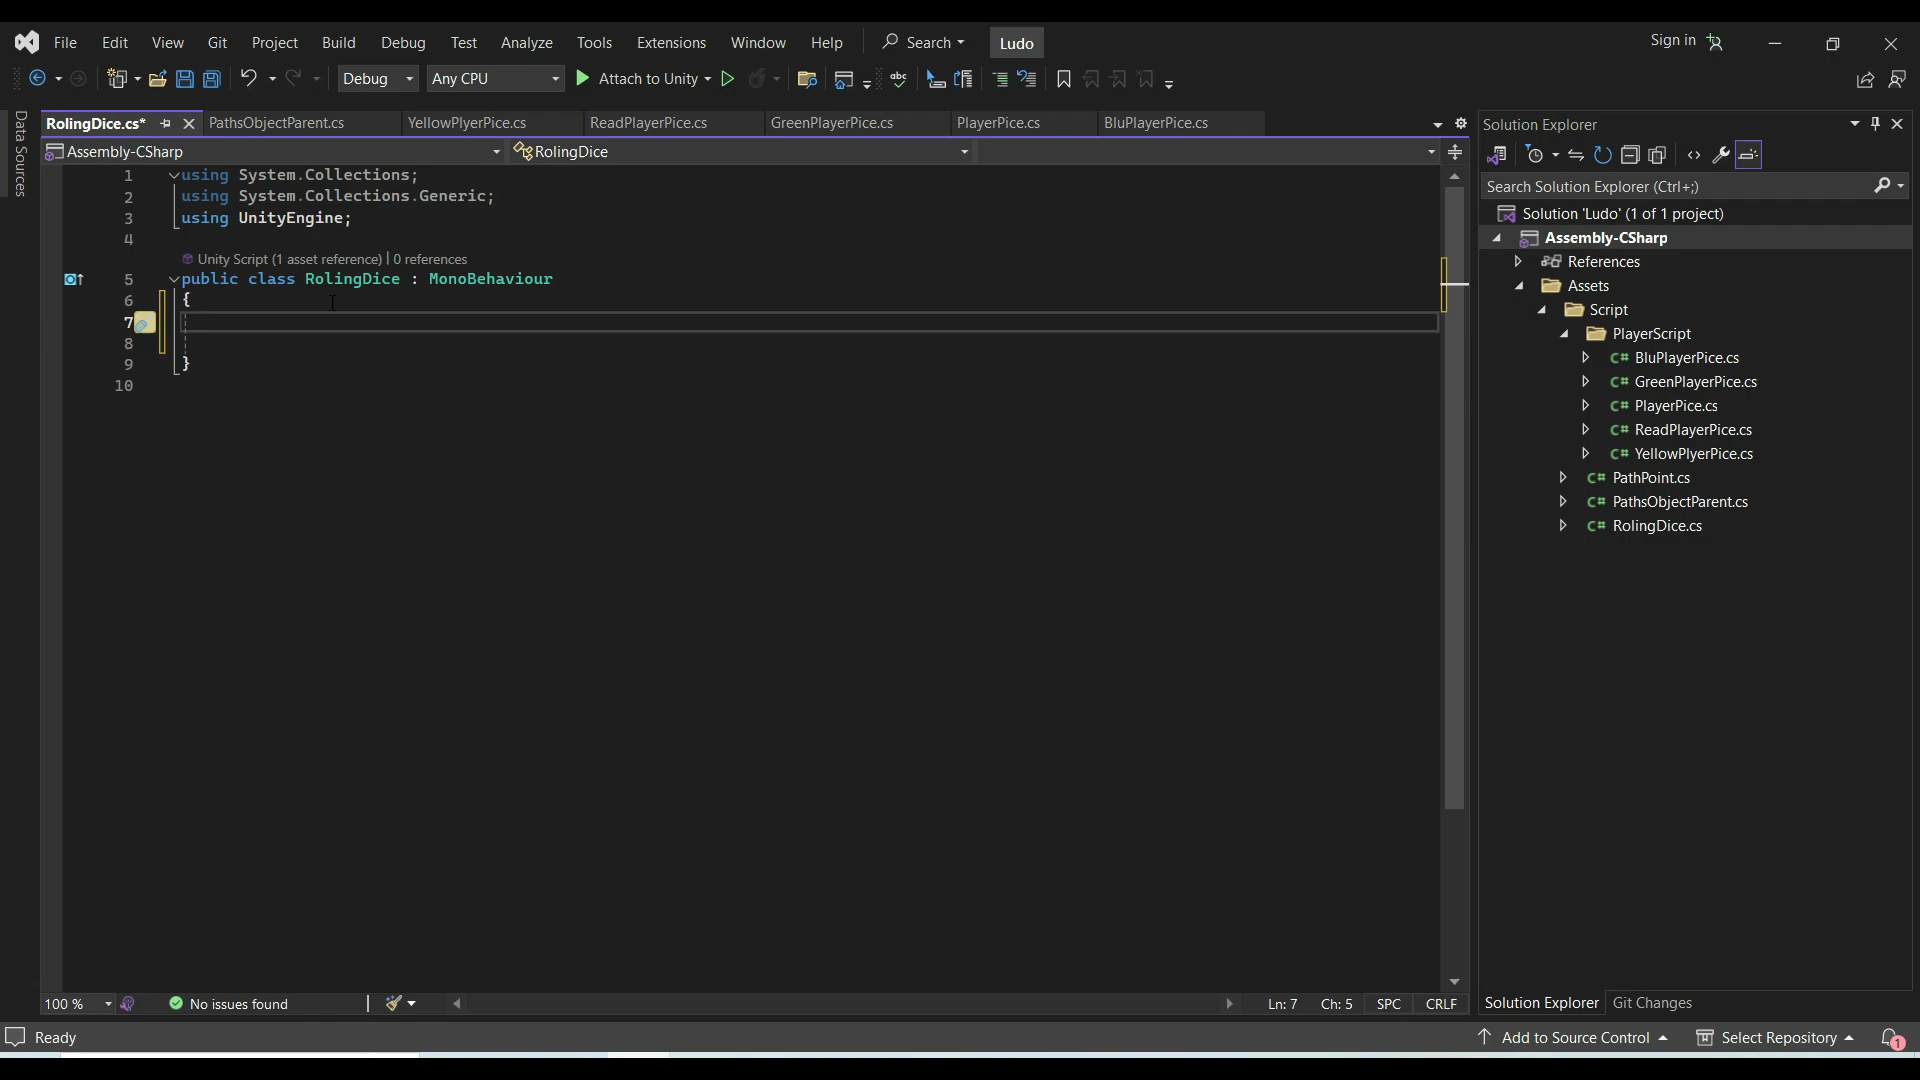 File Edit View Git Project Build Debug Test Analyze Tools Extensions Window Help Search Ludo Sign in
Debug Any CPU Attach to Unity abc
Data Sources
RolingDice.cs* PathsObjectParent.cs YellowPlyerPice.cs ReadPlayerPice.cs GreenPlayerPice.cs PlayerPice.cs BluPlayerPice.cs
Assembly-CSharp RolingDice
1 using System.Collections;
2 using System.Collections.Generic;
3 using UnityEngine;
4
Unity Script (1 asset reference) | 0 references
5 public class RolingDice : MonoBehaviour
6 {
7
8
9 }
10
100 % No issues found Ln: 7 Ch: 5 SPC CRLF
Solution Explorer
Search Solution Explorer (Ctrl+;)
Solution 'Ludo' (1 of 1 project)
Assembly-CSharp
References
Assets
Script
PlayerScript
C# BluPlayerPice.cs
C# GreenPlayerPice.cs
C# PlayerPice.cs
C# ReadPlayerPice.cs
C# YellowPlyerPice.cs
C# PathPoint.cs
C# PathsObjectParent.cs
C# RolingDice.cs
Solution Explorer Git Changes
Ready Add to Source Control Select Repository 1